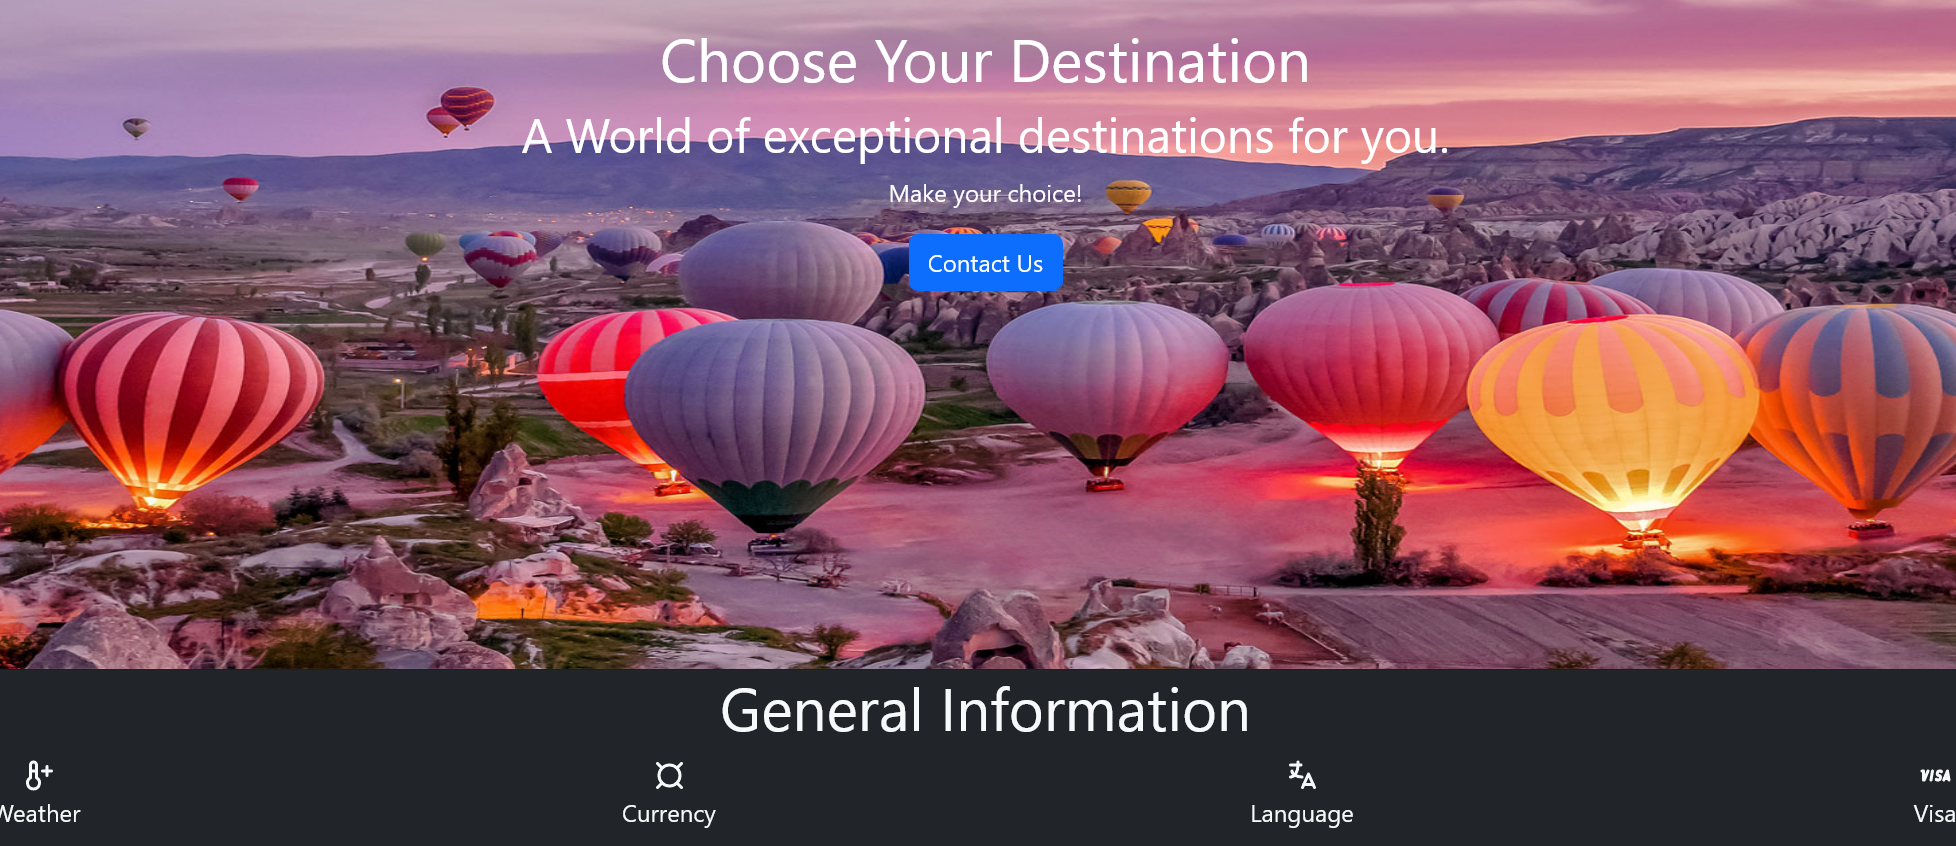 Choose Your Destination
A World of exceptional destinations for you.
Make your choice!
Contact Us
General Information
VISA
Weather
Currency
Language
Visa